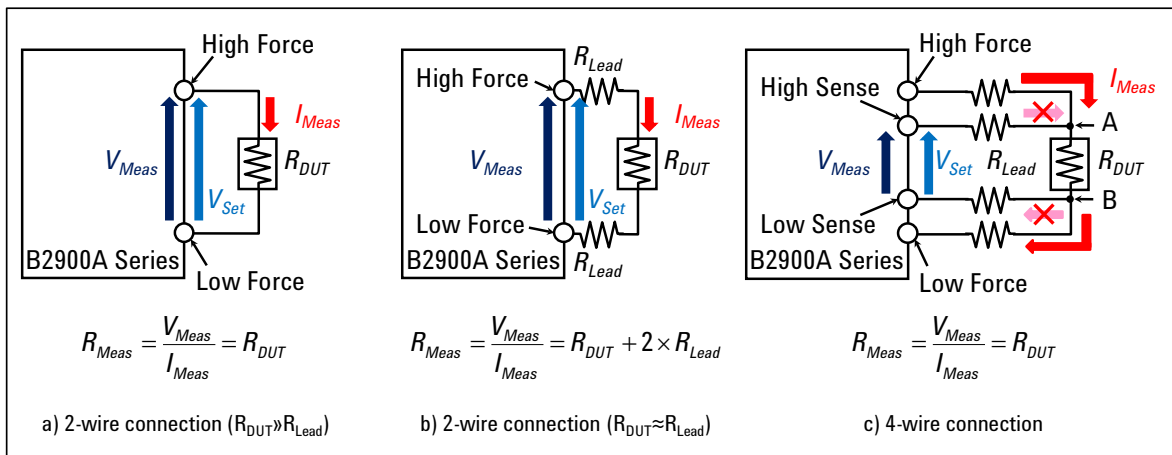 High Force
I_Meas
R_DUT
V_Meas
V_Set
B2900A Series
Low Force
R_Meas = V_Meas / I_Meas = R_DUT
a) 2-wire connection (R_DUT»R_Lead)
R_Lead
High Force
I_Meas
V_Meas
R_DUT
V_Set
Low Force
B2900A Series
R_Lead
R_Meas = V_Meas / I_Meas = R_DUT + 2 × R_Lead
b) 2-wire connection (R_DUT≈R_Lead)
High Force
I_Meas
High Sense
A
V_Meas
V_Set
R_Lead
R_DUT
B
Low Sense
B2900A Series
Low Force
R_Meas = V_Meas / I_Meas = R_DUT
c) 4-wire connection